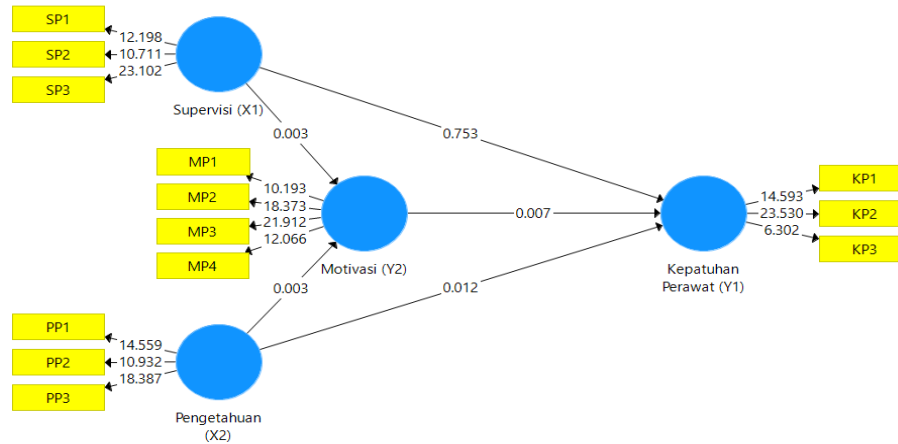 SP1
12.198
SP2
10.711
SP3
23.102
Supervisi (X1)
0.003
0.753
MP1
10.193
MP2
18.373
MP3
21.912
MP4
12.066
Motivasi (Y2)
0.007
KP1
14.593
KP2
23.530
KP3
6.302
Kepatuhan
Perawat (Y1)
0.003
0.012
PP1
14.559
PP2
10.932
PP3
18.387
Pengetahuan
(X2)